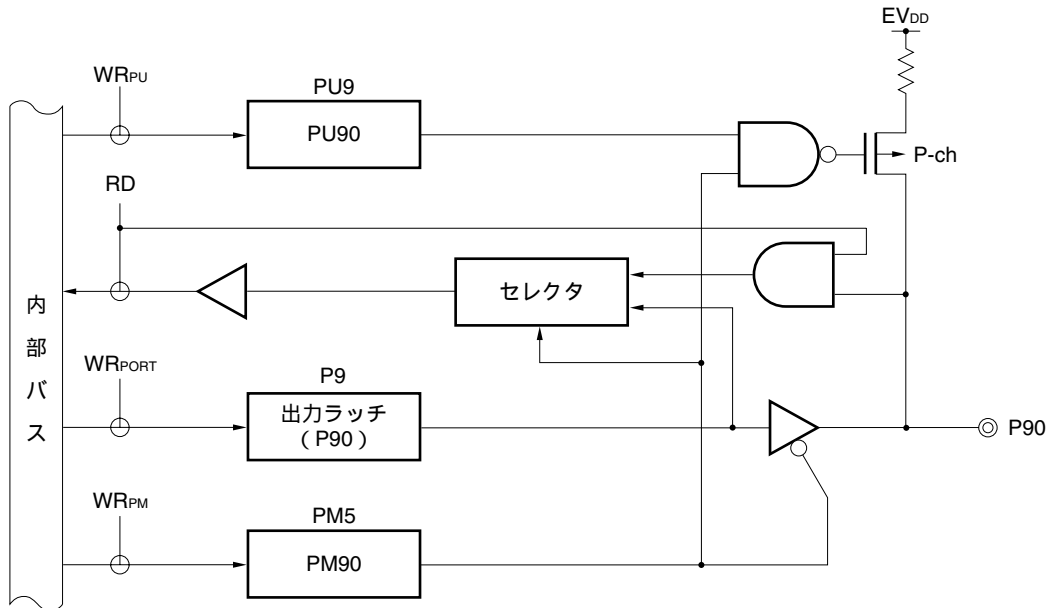 EVDD
WRPU
PU9
PU90
P-ch
RD
セレクタ
内部バス
WRPORT
P9
出力ラッチ
(P90)
P90
WRPM
PM5
PM90